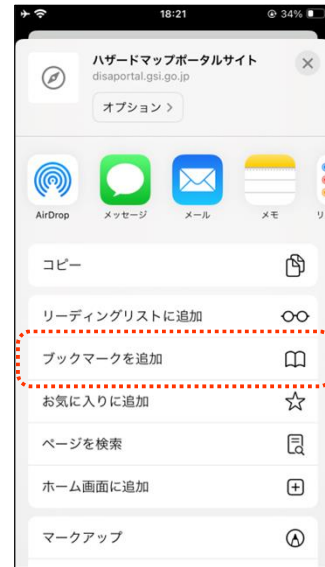 18:21
34%
ハザードマップポータルサイト
disaportal.gsi.go.jp
オプション
AirDrop
メッセージ
メール
メモ
リ
コピー
リーディングリストに追加
ブックマークを追加
お気に入りに追加
ページを検索
ホーム画面に追加
マークアップ